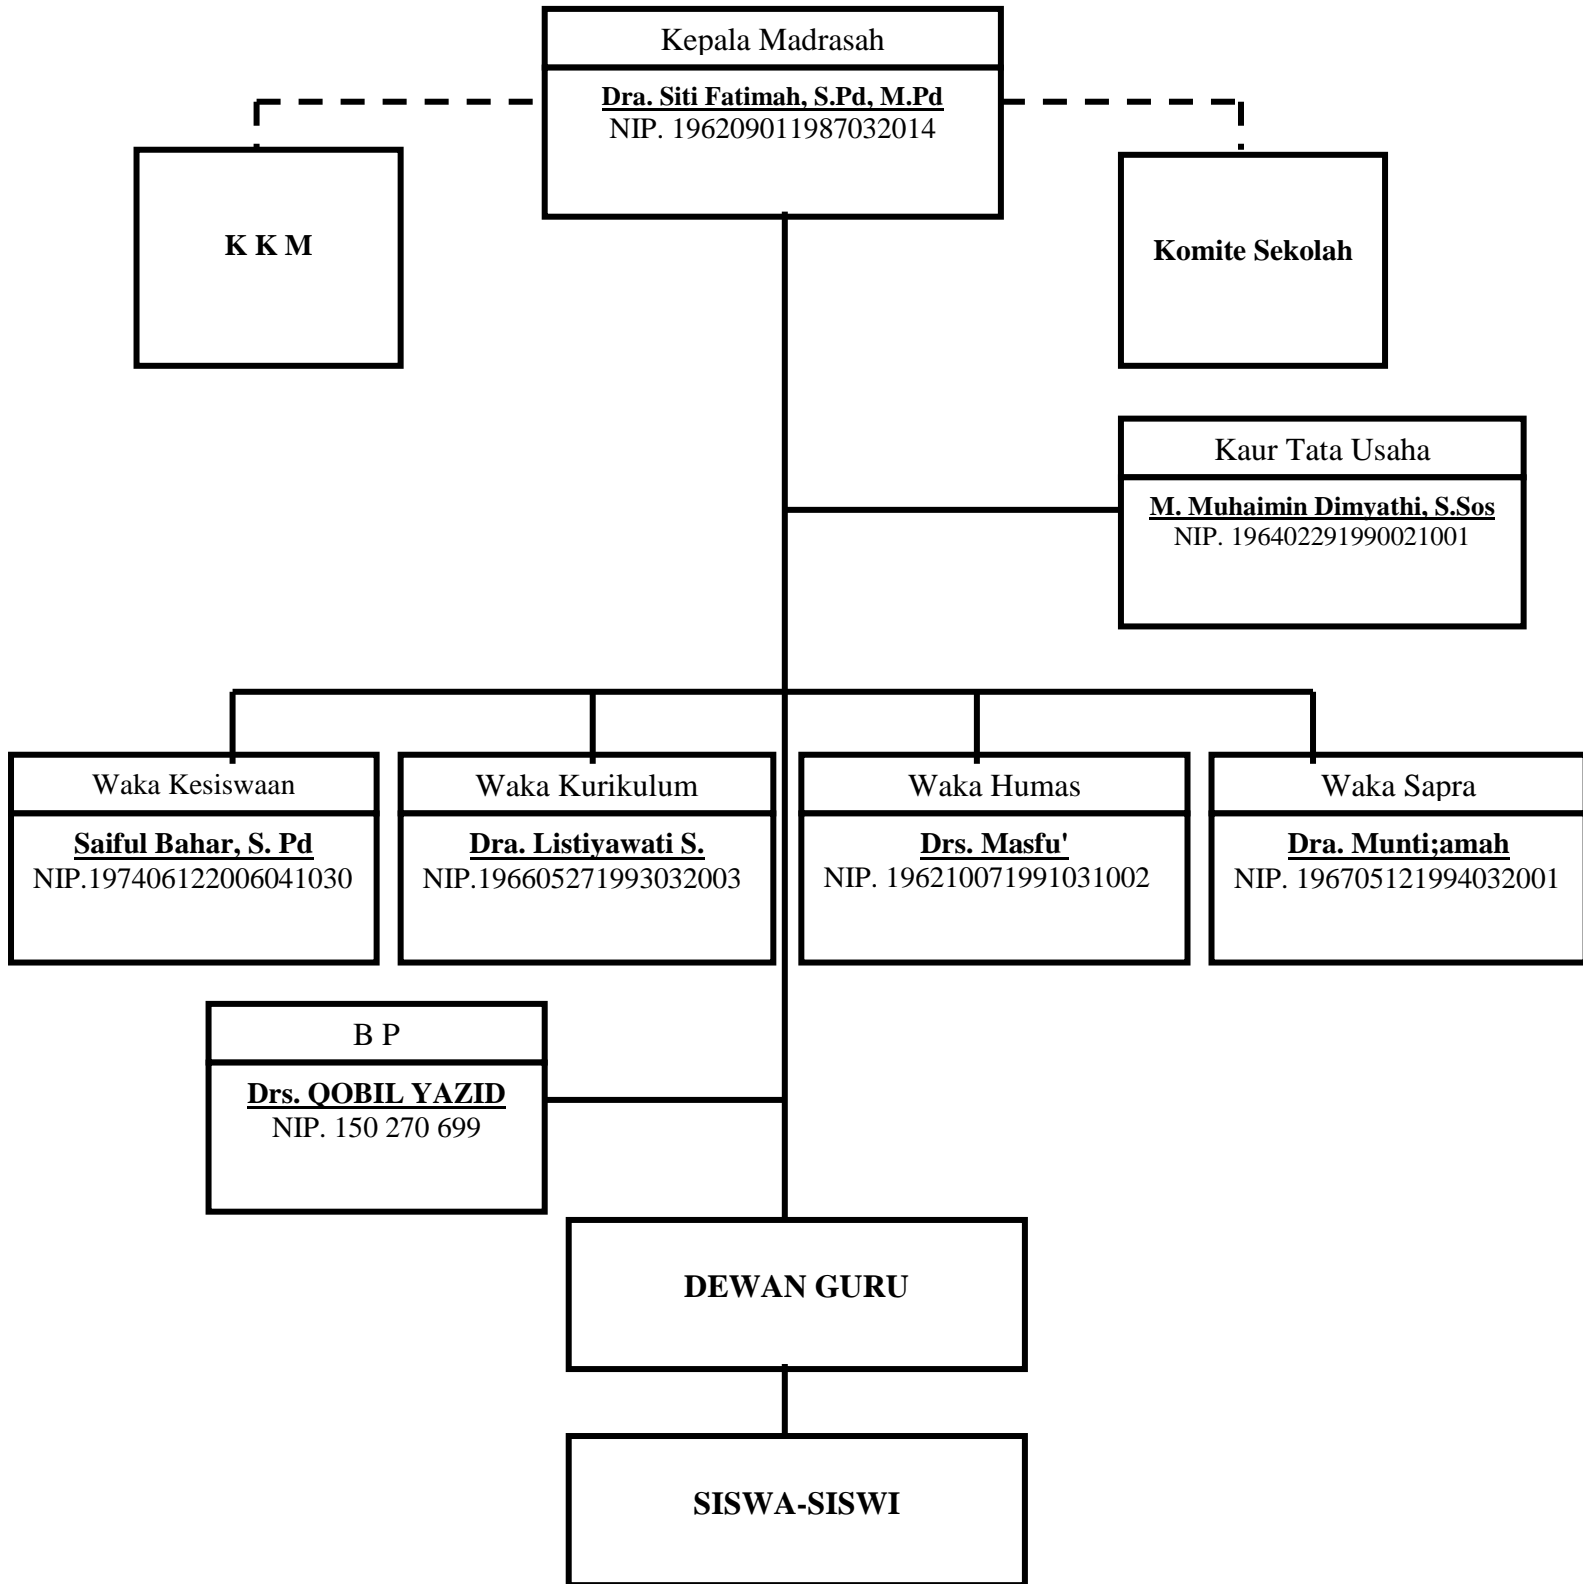 Kepala Madrasah
Dra. Siti Fatimah, S.Pd, M.Pd
NIP. 196209011987032014
K K M
Komite Sekolah
Kaur Tata Usaha
M. Muhaimin Dimyathi, S.Sos
NIP. 196402291990021001
Waka Kesiswaan
Saiful Bahar, S. Pd
NIP.197406122006041030
Waka Kurikulum
Dra. Listiyawati S.
NIP.196605271993032003
Waka Humas
Drs. Masfu'
NIP. 196210071991031002
Waka Sapra
Dra. Munti;amah
NIP. 196705121994032001
B P
Drs. QOBIL YAZID
NIP. 150 270 699
DEWAN GURU
SISWA-SISWI